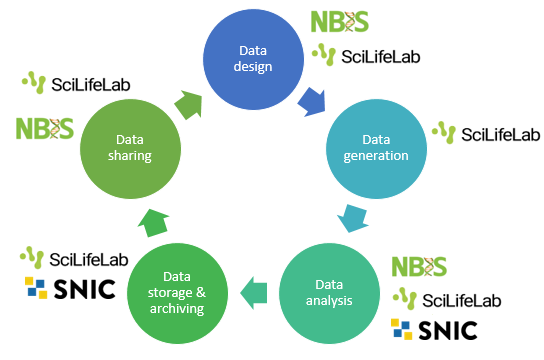 NBIS
SciLifeLab
Data
design
SciLifeLab
NBIS
Data
sharing
Data
generation
SciLifeLab
SciLifeLab
SNIC
Data
storage &
archiving
Data
analysis
NBIS
SciLifeLab
SNIC